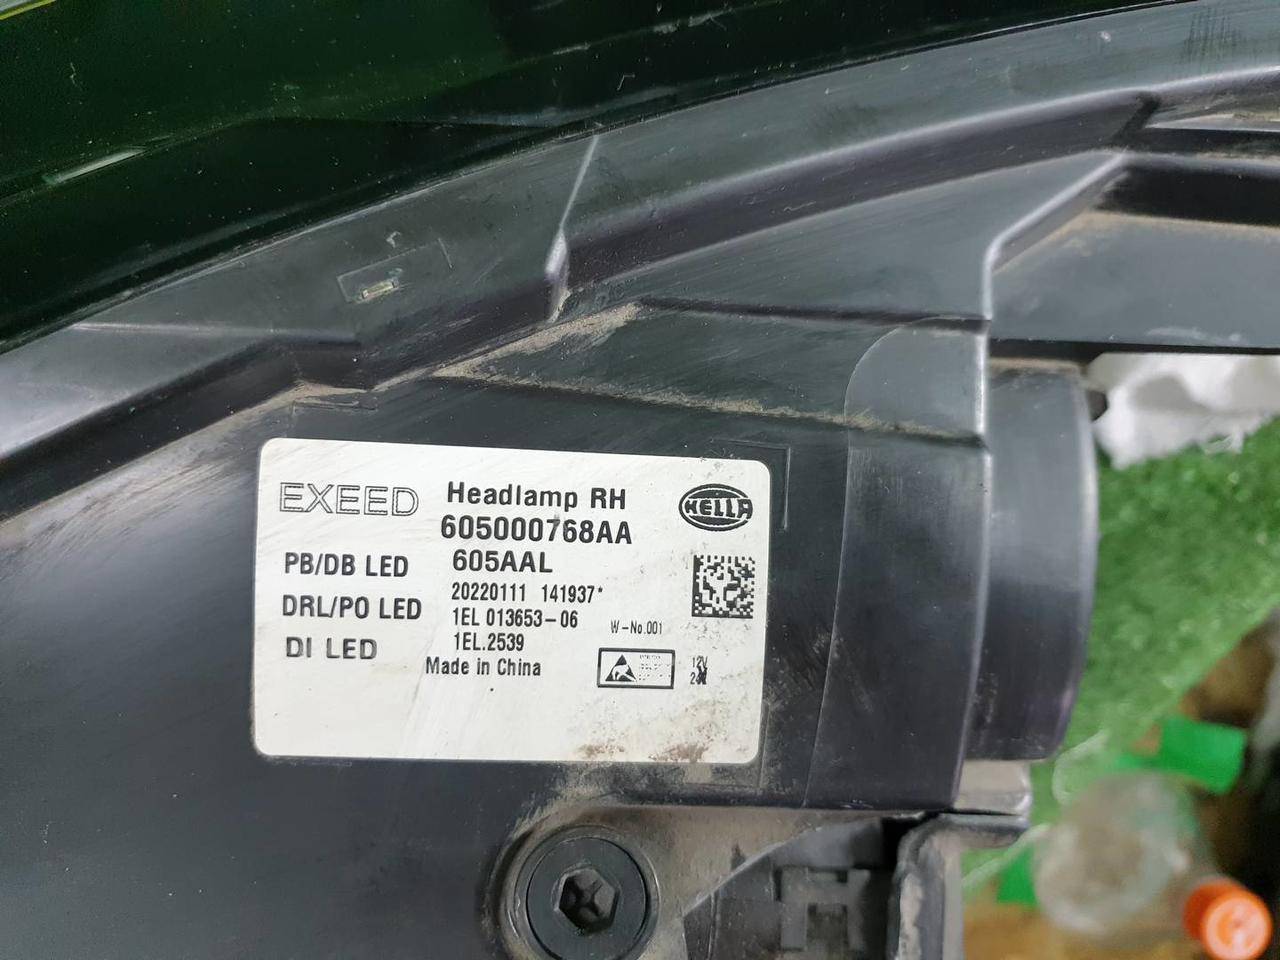 EXEED
Headlamp RH
HELLA
605000768AA
PB/DB LED 605AAL
20220111 141937*
DRL/PO LED 1EL 013653-06
W-No.001
DI LED 1EL.2539
Made in China
12V